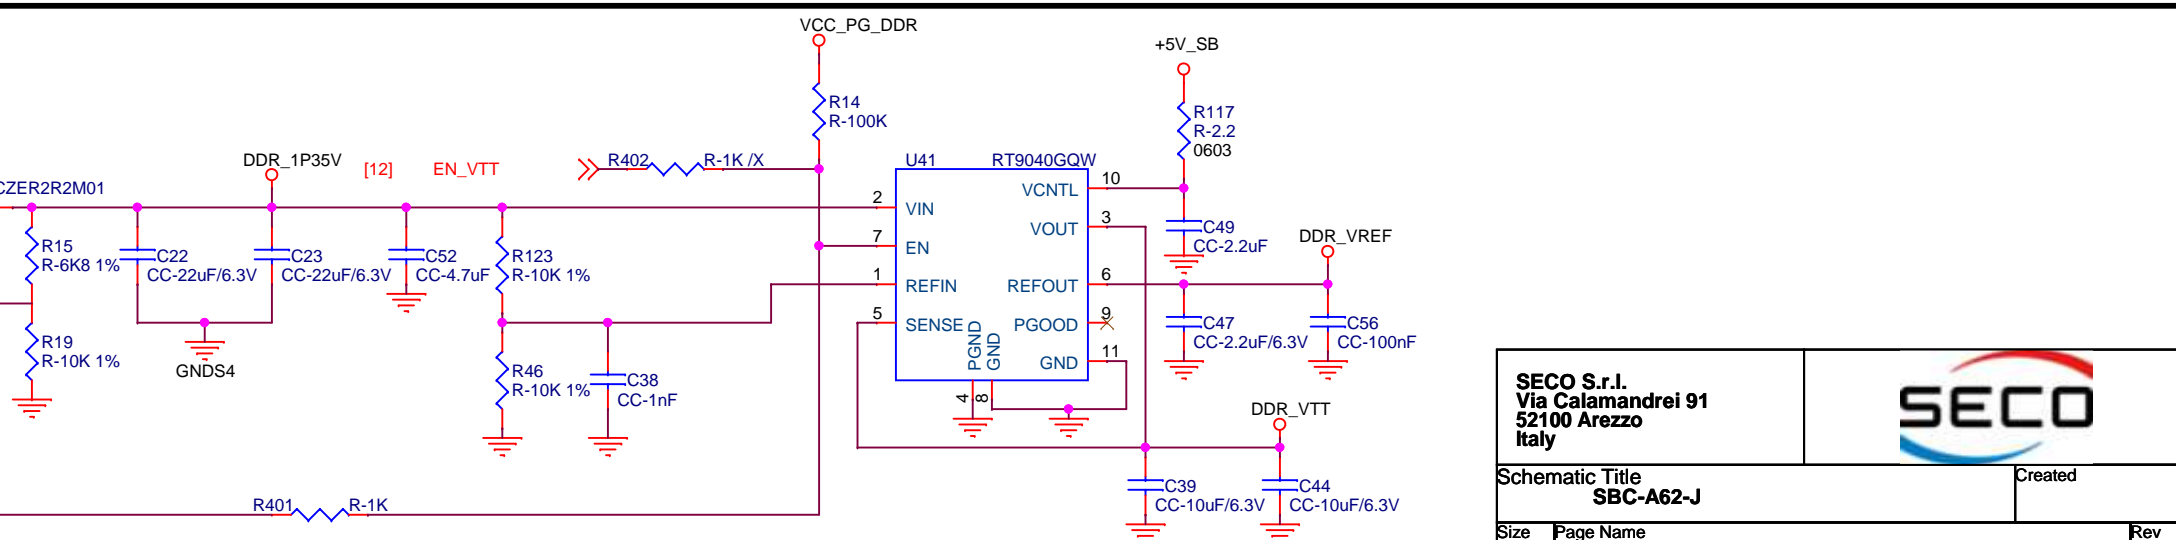 VCC_PG_DDR
+5V_SB
R14
R-100K
R117
R-2.2
0603
DDR_1P35V
[12]
EN_VTT
R402
R-1K /X
U41
RT9040GQW
CZER2R2M01
2
VIN
7
EN
1
REFIN
5
SENSE
PGND
GND
4
8
VCNTL
10
VOUT
3
REFOUT
6
PGOOD
9
GND
11
R15
R-6K8 1%
C22
CC-22uF/6.3V
C23
CC-22uF/6.3V
C52
CC-4.7uF
R123
R-10K 1%
C49
CC-2.2uF
DDR_VREF
R19
R-10K 1%
GNDS4
R46
R-10K 1%
C38
CC-1nF
C47
CC-2.2uF/6.3V
C56
CC-100nF
DDR_VTT
C39
CC-10uF/6.3V
C44
CC-10uF/6.3V
R401
R-1K
SECO S.r.l.
Via Calamandrei 91
52100 Arezzo
Italy
SECO
Schematic Title
SBC-A62-J
Created
Size
Page Name
Rev